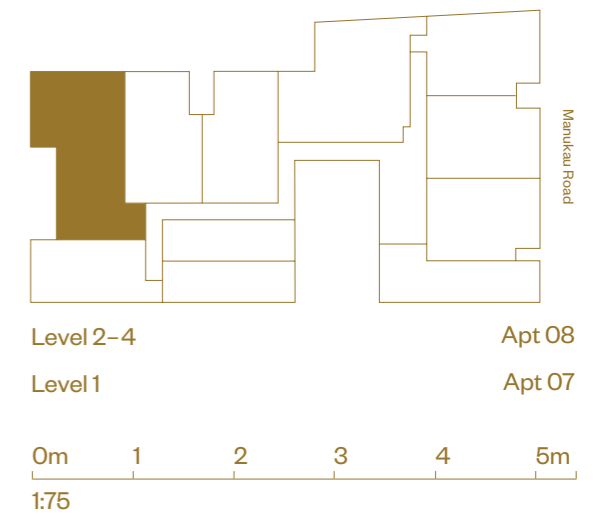 Manukau Road
Level 2–4 Apt 08
Level 1 Apt 07
0m 1 2 3 4 5m
1:75